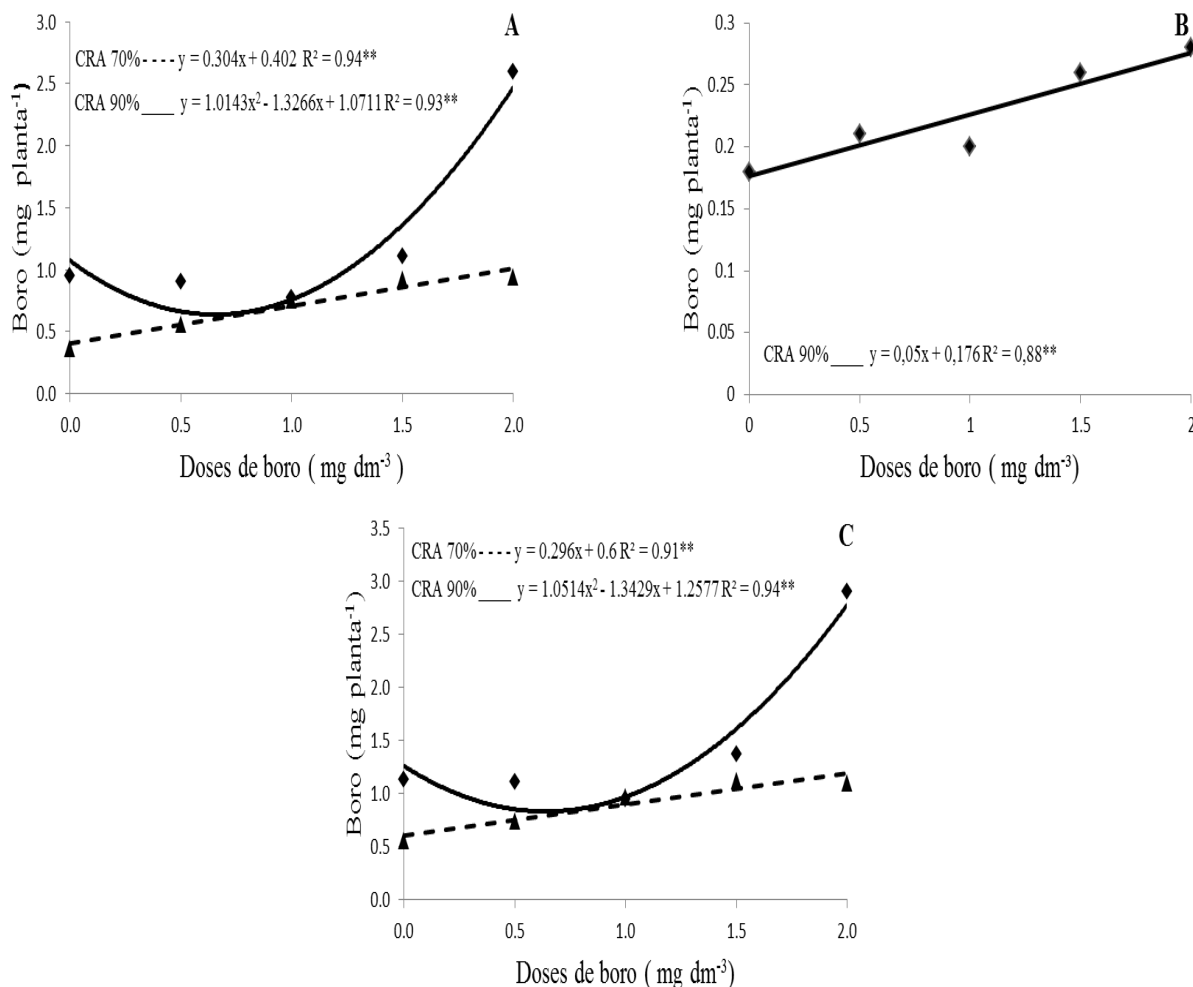 A
CRA 70% - - - - y = 0.304x + 0.402 R² = 0.94**
CRA 90% ____ y = 1.0143x² - 1.3266x + 1.0711 R² = 0.93**
Boro (mg planta⁻¹)
3.0
2.5
2.0
1.5
1.0
0.5
0.0
0.0 0.5 1.0 1.5 2.0
Doses de boro ( mg dm⁻³ )
B
Boro (mg planta⁻¹)
0.3
0.25
0.2
0.15
0.1
0.05
0
CRA 90% ____ y = 0,05x + 0,176 R² = 0,88**
0 0.5 1 1.5 2
Doses de boro ( mg dm⁻³)
C
CRA 70% - - - - y = 0.296x + 0.6 R² = 0.91**
CRA 90% ____ y = 1.0514x² - 1.3429x + 1.2577 R² = 0.94**
Boro (mg planta⁻¹)
3.5
3.0
2.5
2.0
1.5
1.0
0.5
0.0
0.0 0.5 1.0 1.5 2.0
Doses de boro ( mg dm⁻³)